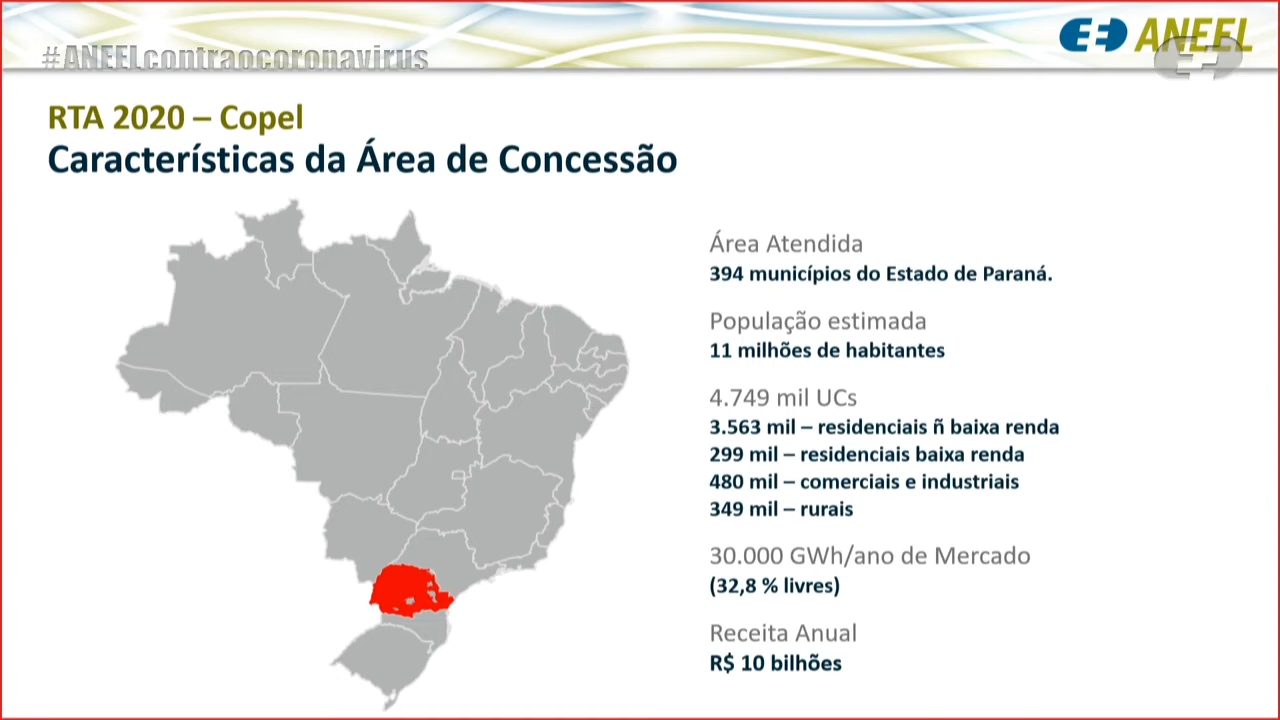 #ANEELcontraocoronavirus
ANEEL
RTA 2020 – Copel
Características da Área de Concessão
Área Atendida
394 municípios do Estado de Paraná.
População estimada
11 milhões de habitantes
4.749 mil UCs
3.563 mil – residenciais ñ baixa renda
299 mil – residenciais baixa renda
480 mil – comerciais e industriais
349 mil – rurais
30.000 GWh/ano de Mercado
(32,8 % livres)
Receita Anual
R$ 10 bilhões